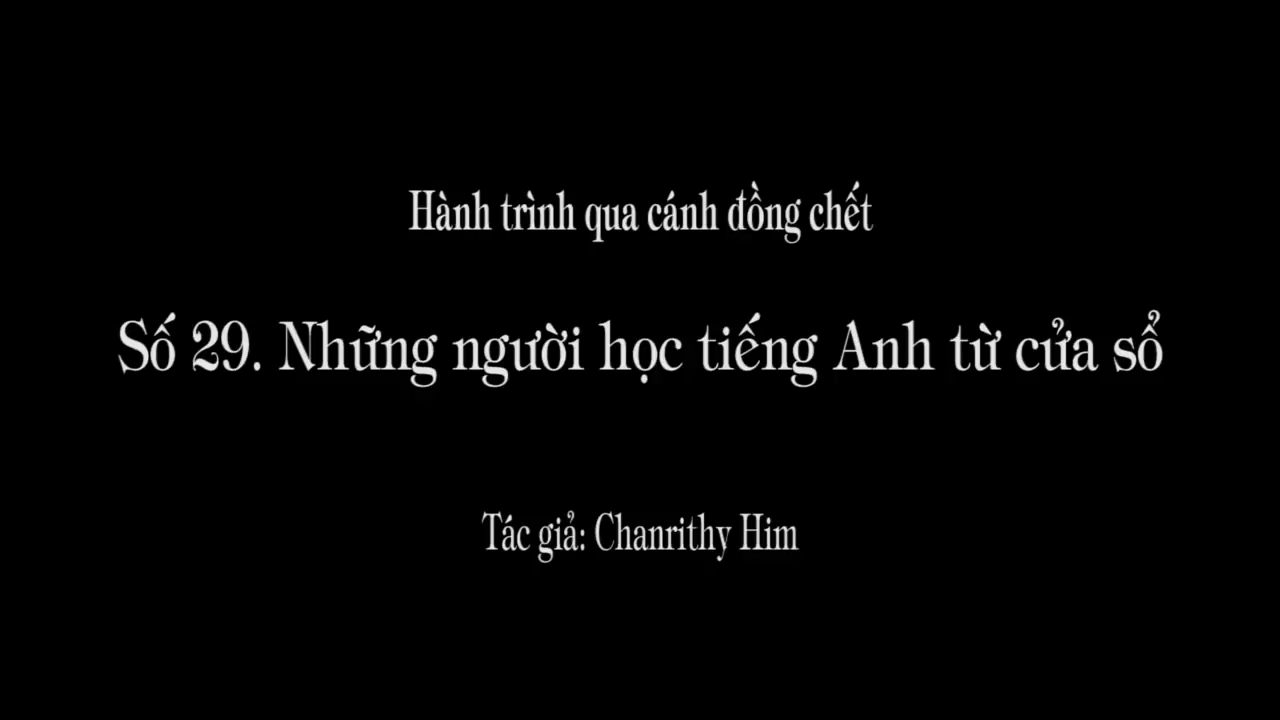 Hành trình qua cánh đồng chết
Số 29. Những người học tiếng Anh từ cửa sổ
Tác giả: Chanrithy Him